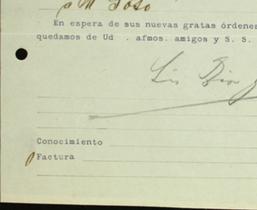 En espera de sus nuevas gratas órdenes
quedamos de Ud . afmos. amigos y S. S.
Conocimiento
Factura